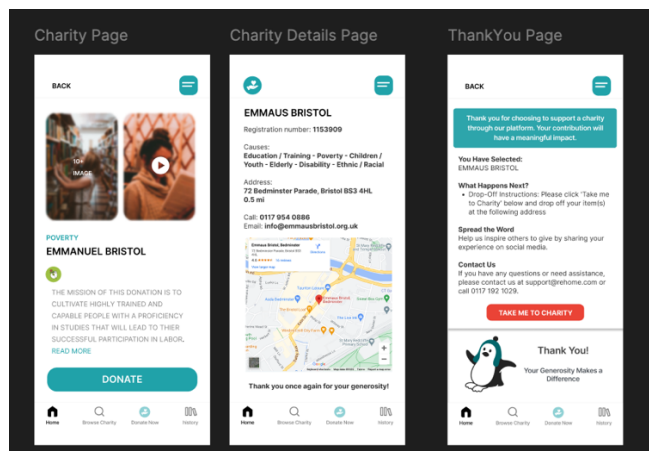 Charity Page
BACK
10+
IMAGE
POVERTY
EMMANUEL BRISTOL
THE MISSION OF THIS DONATION IS TO
CULTIVATE HIGHLY TRAINED AND
CAPABLE PEOPLE WITH A PROFICIENCY
IN STUDIES THAT WILL LEAD TO THIER
SUCCESSFUL PARTICIPATION IN LABOR.
READ MORE
DONATE
Home
Browse Charity
Donate Now
history
Charity Details Page
EMMAUS BRISTOL
Registration number: 1153909
Causes:
Education / Training - Poverty - Children /
Youth - Elderly - Disability - Ethnic / Racial
Address:
72 Bedminster Parade, Bristol BS3 4HL
0.5 mi
Call: 0117 954 0886
Email: info@emmausbristol.org.uk
Emmaus Bristol, Bedminster
Emmaus Bristol,
Bedminster
Thank you once again for your generosity!
Home
Browse Charity
Donate Now
history
ThankYou Page
BACK
Thank you for choosing to support a charity
through our platform. Your contribution will
have a meaningful impact.
You Have Selected:
EMMAUS BRISTOL
What Happens Next?
• Drop-Off Instructions: Please click 'Take me
to Charity' below and drop off your item(s)
at the following address
Spread the Word
Help us inspire others to give by sharing your
experience on social media.
Contact Us
If you have any questions or need assistance,
please contact us at support@rehome.com or
call 0117 192 1029.
TAKE ME TO CHARITY
Thank You!
Your Generosity Makes a
Difference
Home
Browse Charity
Donate Now
history